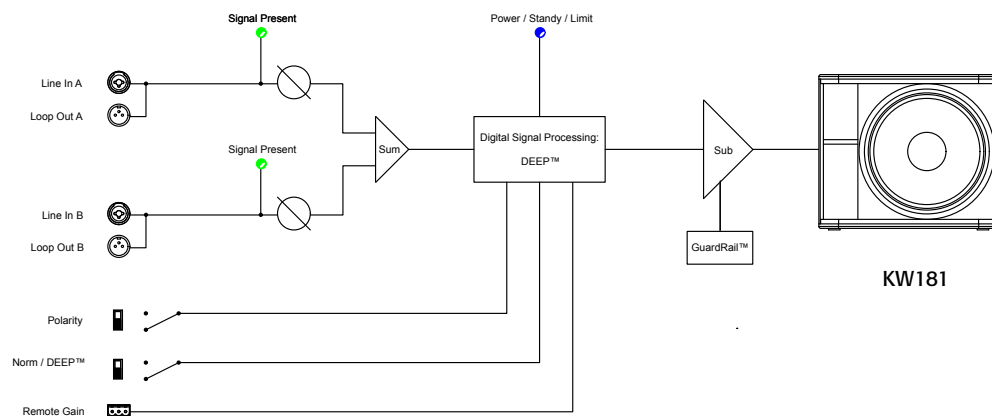 Signal Present
Power / Standy / Limit
Line In A
Loop Out A
Sum
Digital Signal Processing:
DEEP™
Sub
Signal Present
Line In B
Loop Out B
GuardRail™
KW181
Polarity
Norm / DEEP™
Remote Gain